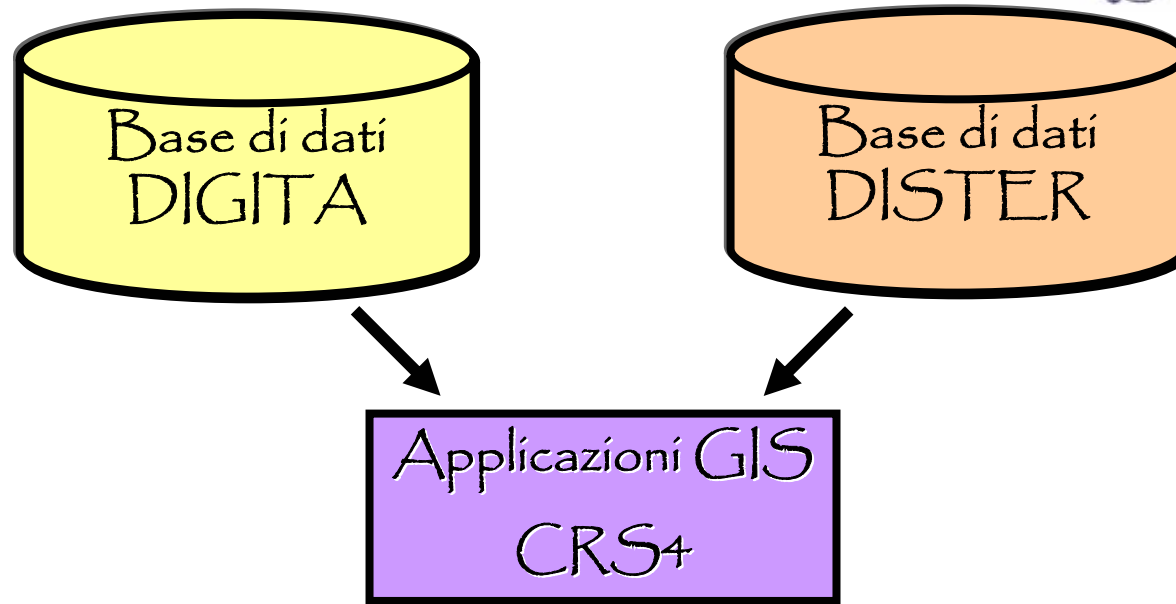 Base di dati
DIGITA
Base di dati
DISTER
Applicazioni GIS
CRS4